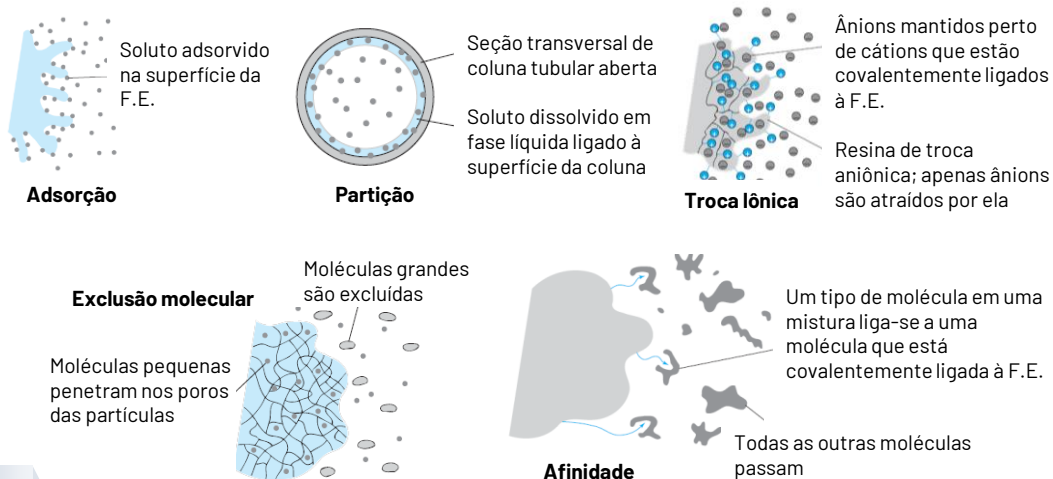 Soluto adsorvido
na superfície da
F.E.
Adsorção
Seção transversal de
coluna tubular aberta
Soluto dissolvido em
fase líquida ligado à
superfície da coluna
Partição
Ânions mantidos perto
de cátions que estão
covalentemente ligados
à F.E.
Resina de troca
aniônica; apenas ânions
são atraídos por ela
Troca Iônica
Exclusão molecular
Moléculas grandes
são excluídas
Moléculas pequenas
penetram nos poros
das partículas
Um tipo de molécula em uma
mistura liga-se a uma
molécula que está
covalentemente ligada à F.E.
Todas as outras moléculas
passam
Afinidade